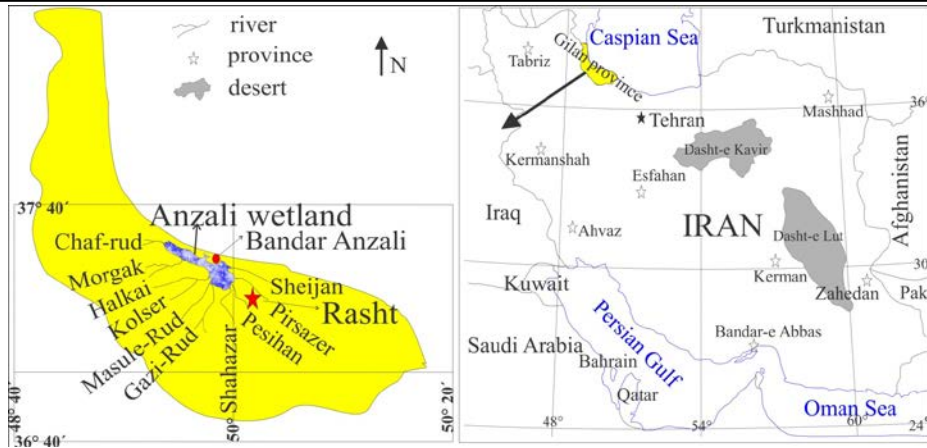 river
province
desert
N
37° 40'
Anzali wetland
Bandar Anzali
Chaf-rud
Morgak
Halkai
Kolser
Masule-Rud
Gazi-Rud
Shahazar
Pesihan
Pirsazer
Sheijan
Rasht
48° 40'
36° 40'
50°
50° 20'
Caspian Sea
Turkmanistan
Tabriz
Gilan province
Mashhad
36°
Tehran
Dasht-e Kavir
Kermanshah
Esfahan
Afghanistan
Iraq
IRAN
Ahvaz
Dasht-e Lut
Kerman
30°
Zahedan
Pak
Kuwait
Persian Gulf
Bandar-e Abbas
Saudi Arabia
Bahrain
Qatar
Oman Sea
48°
54°
60°
24°